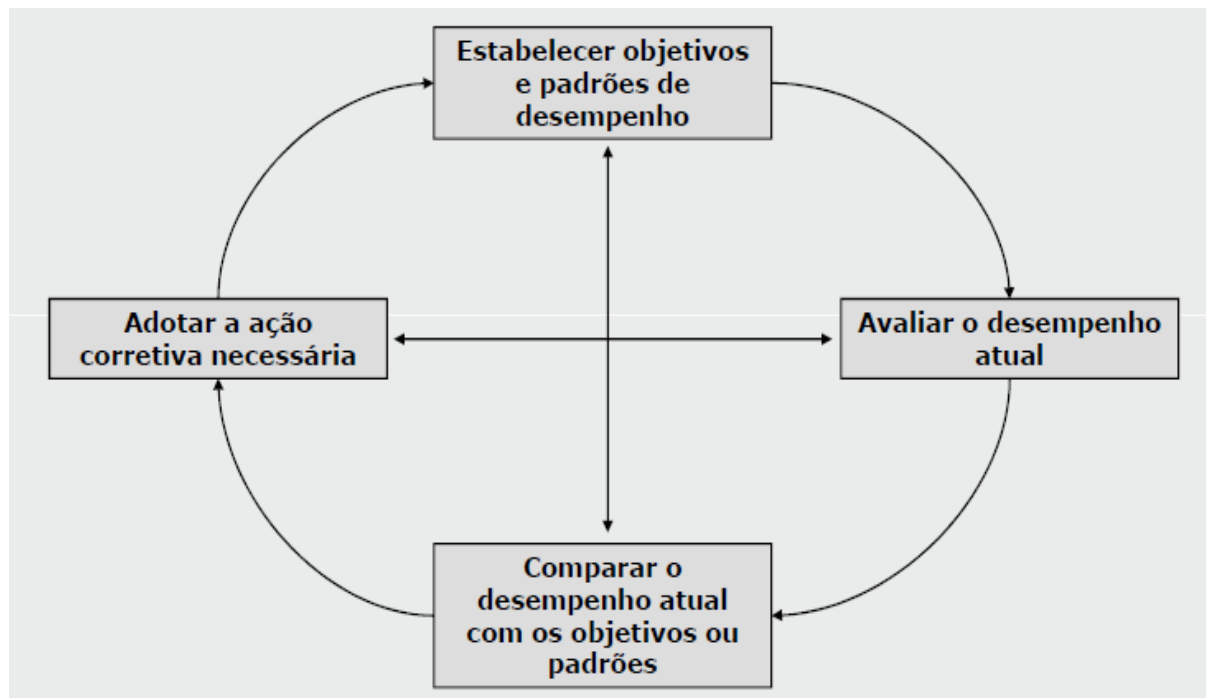 Estabelecer objetivos
e padrões de
desempenho
Adotar a ação
corretiva necessária
Avaliar o desempenho
atual
Comparar o
desempenho atual
com os objetivos ou
padrões